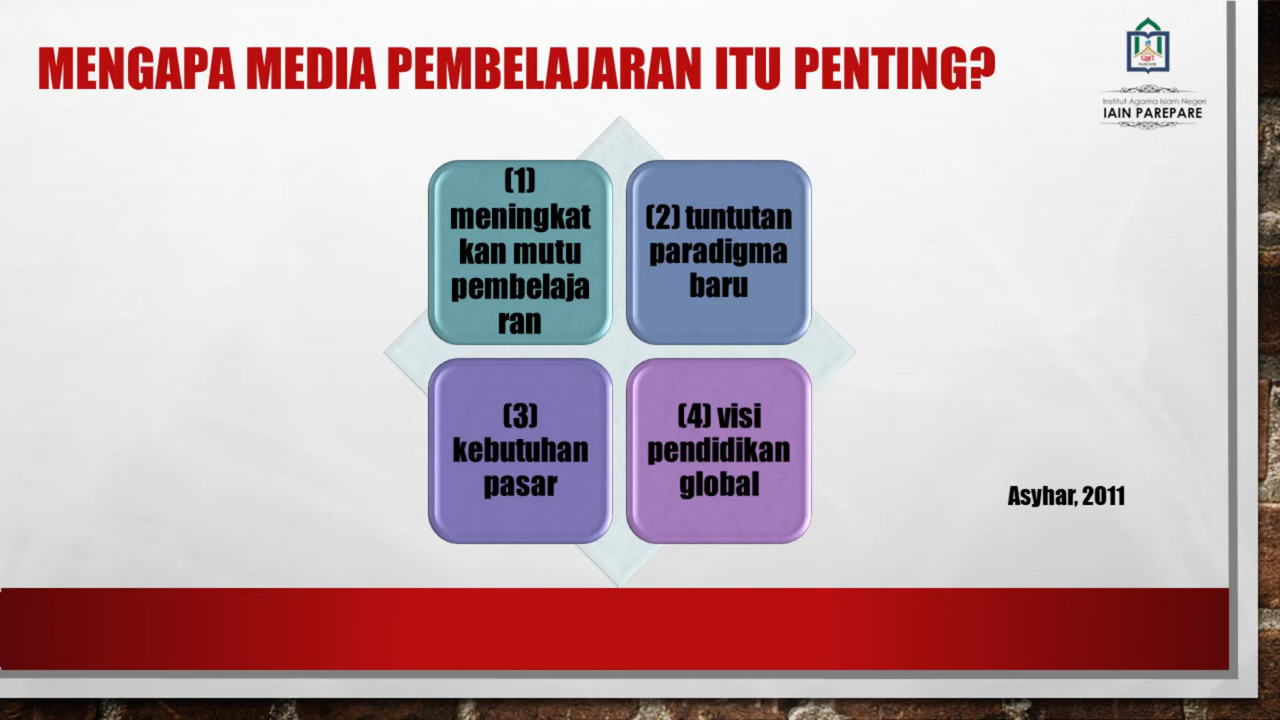 MENGAPA MEDIA PEMBELAJARAN ITU PENTING?
Institut Agama Islam Negeri
IAIN PAREPARE
(1)
meningkat
kan mutu
pembelaja
ran
(2) tuntutan
paradigma
baru
(3)
kebutuhan
pasar
(4) visi
pendidikan
global
Asyhar, 2011